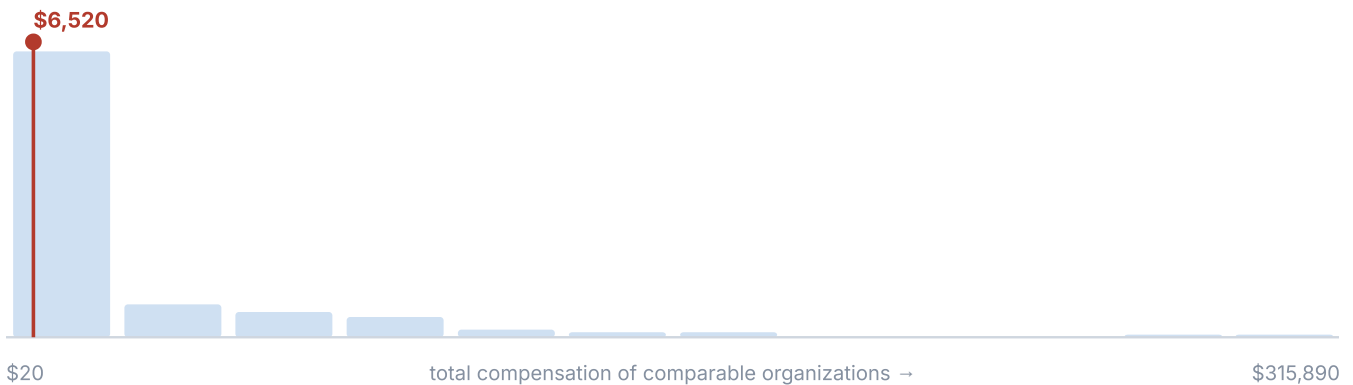 $6,520
$20 total compensation of comparable organizations → $315,890